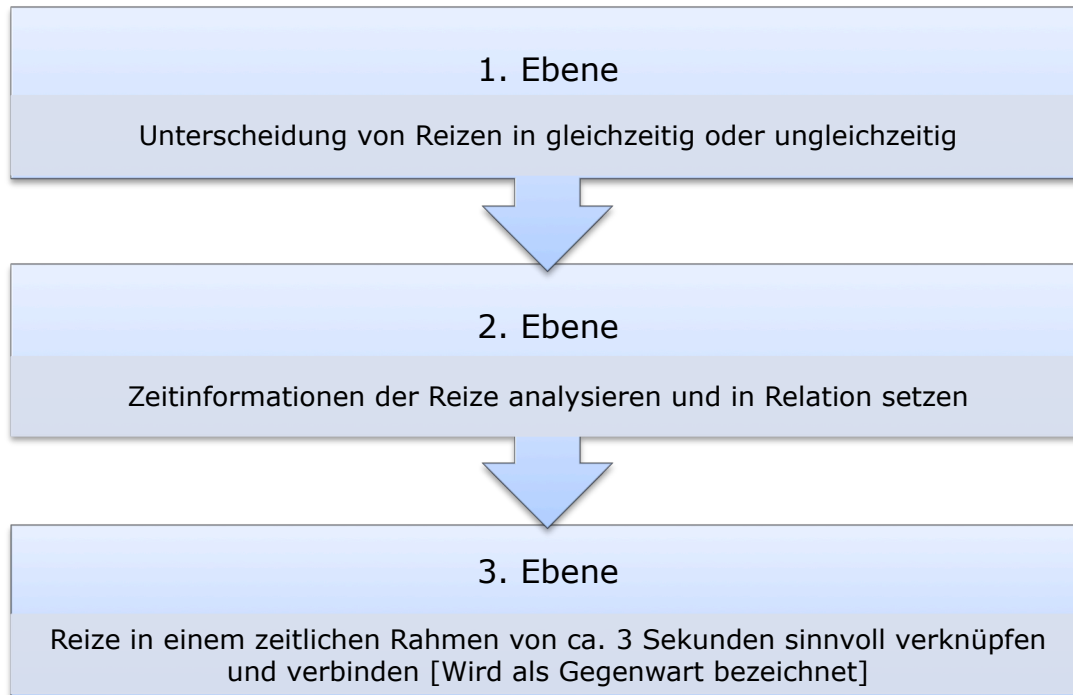 1. Ebene
Unterscheidung von Reizen in gleichzeitig oder ungleichzeitig
2. Ebene
Zeitinformationen der Reize analysieren und in Relation setzen
3. Ebene
Reize in einem zeitlichen Rahmen von ca. 3 Sekunden sinnvoll verknüpfen
und verbinden [Wird als Gegenwart bezeichnet]